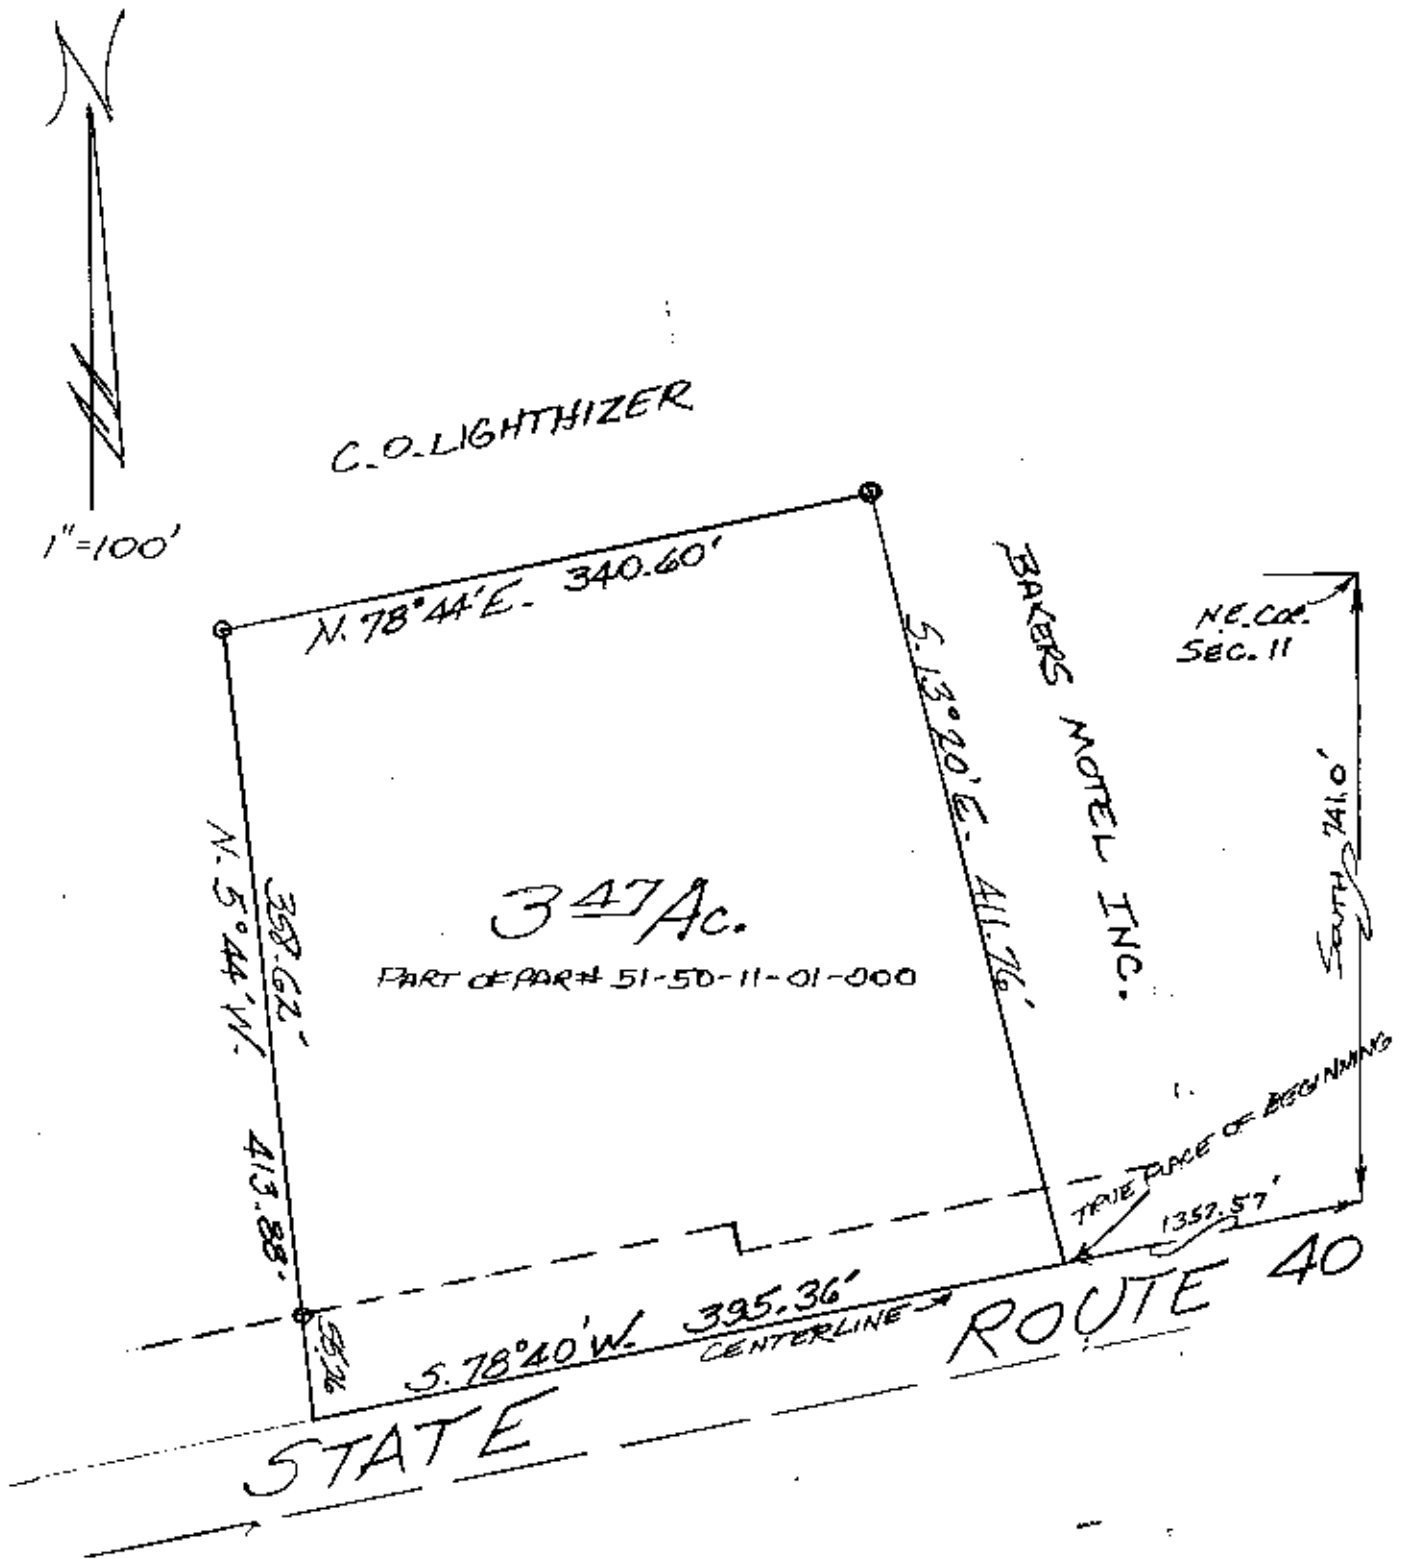 N
1"=100'
C.O. LIGHTHIZER
N. 78°44'E. 340.60'
S. 13°20'E. 411.76'
BAKERS MOTEL INC.
N.E. COR.
SEC. 11
SOUTH 741.0'
N. 5°44'W. 413.88'
358.62'
3 47 Ac.
PART OF PAR# 51-50-11-01-000
TRUE PLACE OF BEGINNING
1357.57'
S. 78°40'W. 395.36'
CENTERLINE
STATE ROUTE 40